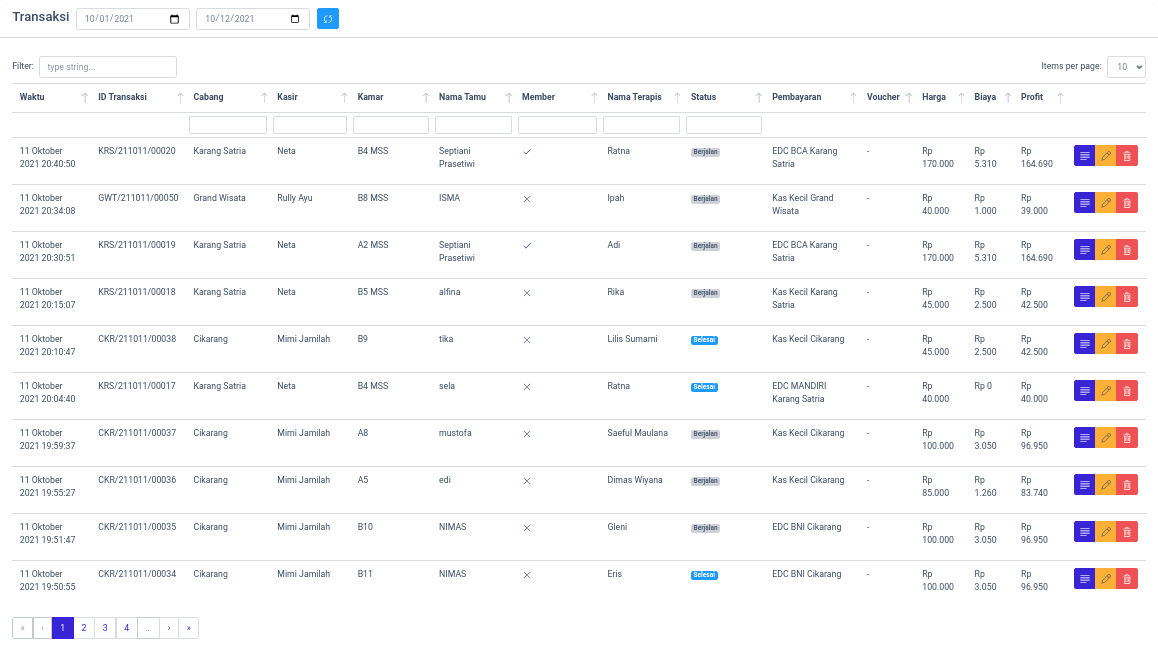 Transaksi 10/01/2021 10/12/2021
Filter: type string... Items per page: 10
Waktu ID Transaksi Cabang Kasir Kamar Nama Tamu Member Nama Terapis Status Pembayaran Voucher Harga Biaya Profit
11 Oktober KRS/211011/00020 Karang Satria Neta B4 MSS Septiani Ratna Berjalan EDC BCA Karang - Rp Rp Rp
2021 20:40:50 Prasetiwi Satria 170.000 5.310 164.690
11 Oktober GWT/211011/00050 Grand Wisata Rully Ayu B8 MSS ISMA Ipah Berjalan Kas Kecil Grand - Rp Rp Rp
2021 20:34:08 Wisata 40.000 1.000 39.000
11 Oktober KRS/211011/00019 Karang Satria Neta A2 MSS Septiani Adi Berjalan EDC BCA Karang - Rp Rp Rp
2021 20:30:51 Prasetiwi Satria 170.000 5.310 164.690
11 Oktober KRS/211011/00018 Karang Satria Neta B5 MSS alfina Rika Berjalan Kas Kecil Karang - Rp Rp Rp
2021 20:15:07 Satria 45.000 2.500 42.500
11 Oktober CKR/211011/00038 Cikarang Mimi Jamilah B9 tika Lilis Sumarni Selesai Kas Kecil Cikarang - Rp Rp Rp
2021 20:10:47 45.000 2.500 42.500
11 Oktober KRS/211011/00017 Karang Satria Neta B4 MSS sela Ratna Selesai EDC MANDIRI - Rp Rp 0 Rp
2021 20:04:40 Karang Satria 40.000 40.000
11 Oktober CKR/211011/00037 Cikarang Mimi Jamilah A8 mustofa Saeful Maulana Berjalan Kas Kecil Cikarang - Rp Rp Rp
2021 19:59:37 100.000 3.050 96.950
11 Oktober CKR/211011/00036 Cikarang Mimi Jamilah A5 edi Dimas Wiyana Berjalan Kas Kecil Cikarang - Rp Rp Rp
2021 19:55:27 85.000 1.260 83.740
11 Oktober CKR/211011/00035 Cikarang Mimi Jamilah B10 NIMAS Gleni Berjalan EDC BNI Cikarang - Rp Rp Rp
2021 19:51:47 100.000 3.050 96.950
11 Oktober CKR/211011/00034 Cikarang Mimi Jamilah B11 NIMAS Eris Selesai EDC BNI Cikarang - Rp Rp Rp
2021 19:50:55 100.000 3.050 96.950
« ‹ 1 2 3 4 ... › »